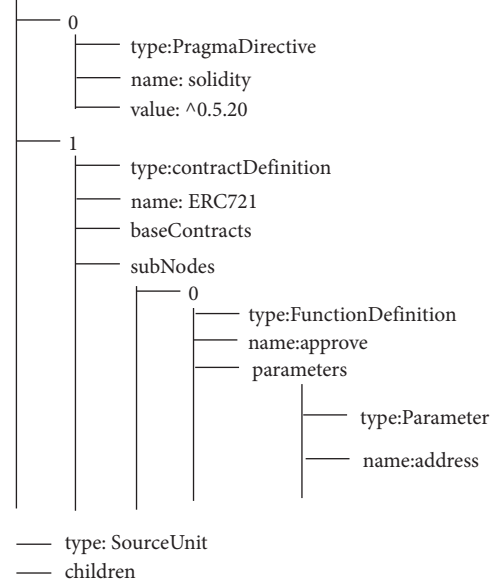 0
type:PragmaDirective
name: solidity
value: ^0.5.20
1
type:contractDefinition
name: ERC721
baseContracts
subNodes
0
type:FunctionDefinition
name:approve
parameters
type:Parameter
name:address
type: SourceUnit
children